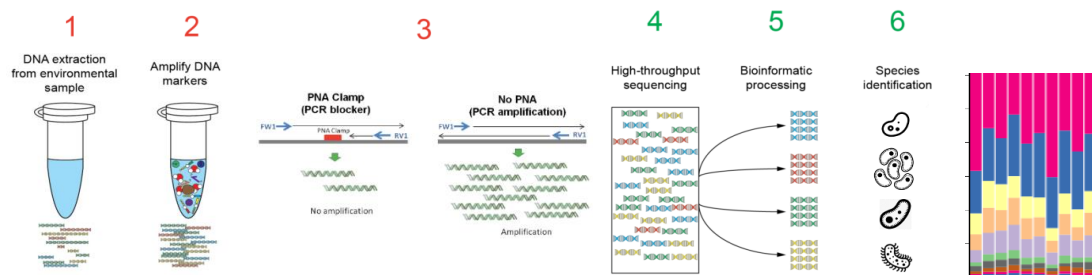 1
DNA extraction
from environmental
sample
2
Amplify DNA
markers
3
PNA Clamp
(PCR blocker)
FW1
PNA Clamp
RV1
No amplification
No PNA
(PCR amplification)
FW1
RV1
Amplification
4
High-throughput
sequencing
5
Bioinformatic
processing
6
Species
identification